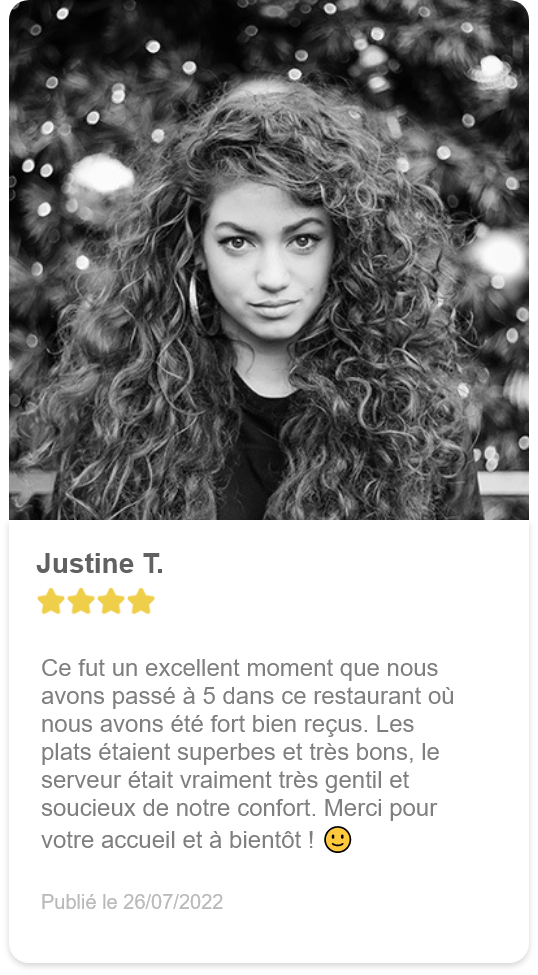 Justine T.
Ce fut un excellent moment que nous
avons passé à 5 dans ce restaurant où
nous avons été fort bien reçus. Les
plats étaient superbes et très bons, le
serveur était vraiment très gentil et
soucieux de notre confort. Merci pour
votre accueil et à bientôt ! 🙂
Publié le 26/07/2022